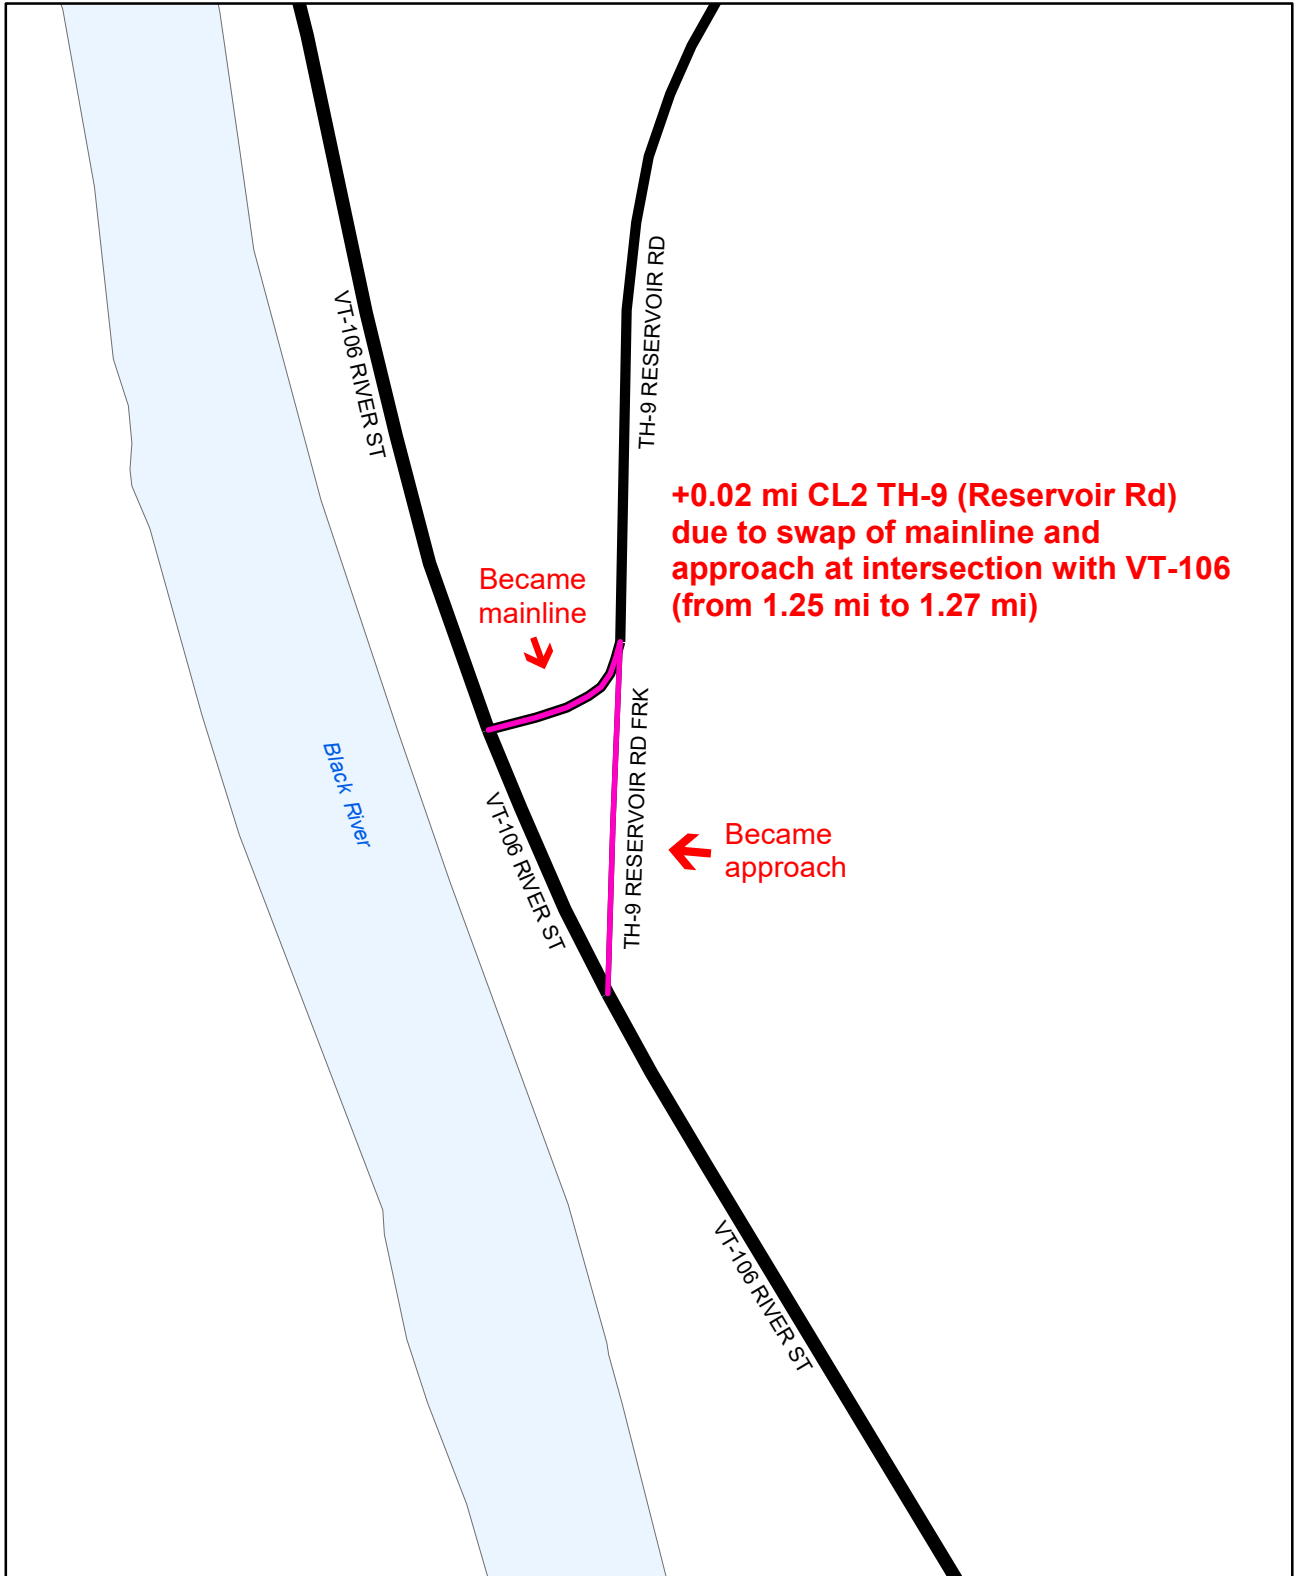 VT-106 RIVER ST
TH-9 RESERVOIR RD
+0.02 mi CL2 TH-9 (Reservoir Rd)
due to swap of mainline and
approach at intersection with VT-106
(from 1.25 mi to 1.27 mi)
Became
mainline
TH-9 RESERVOIR RD FRK
Black River
VT-106 RIVER ST
Became
approach
VT-106 RIVER ST